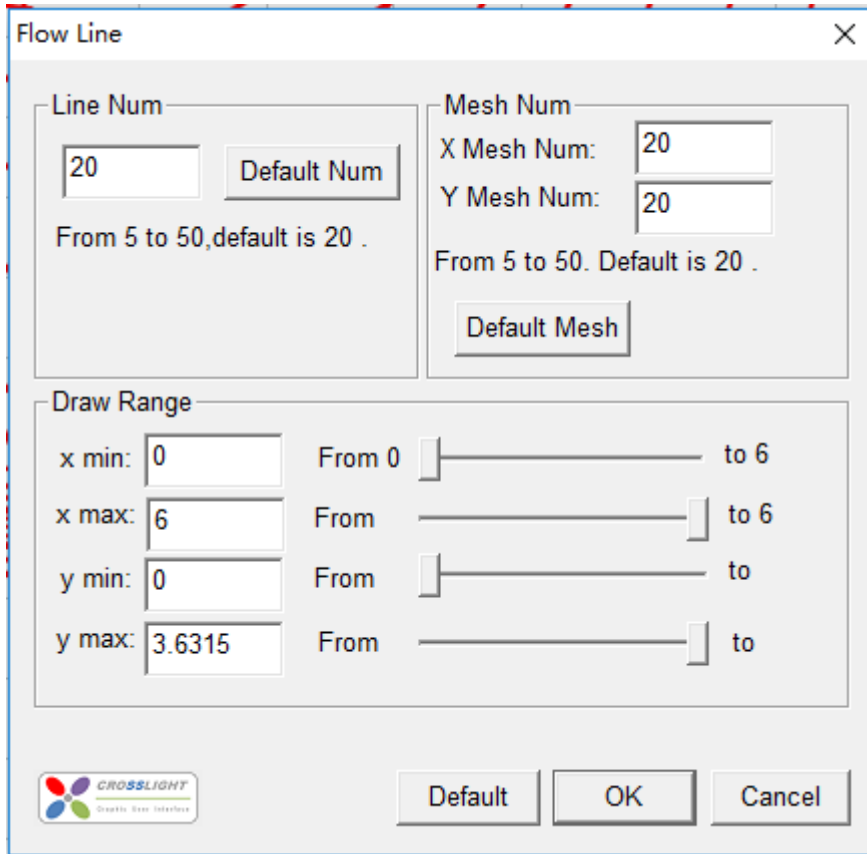 Flow Line
Line Num
20
Default Num
From 5 to 50,default is 20 .
Mesh Num
X Mesh Num: 20
Y Mesh Num: 20
From 5 to 50. Default is 20 .
Default Mesh
Draw Range
x min: 0 From 0 to 6
x max: 6 From to 6
y min: 0 From to
y max: 3.6315 From to
CROSSLIGHT
Graphic User Interface
Default OK Cancel